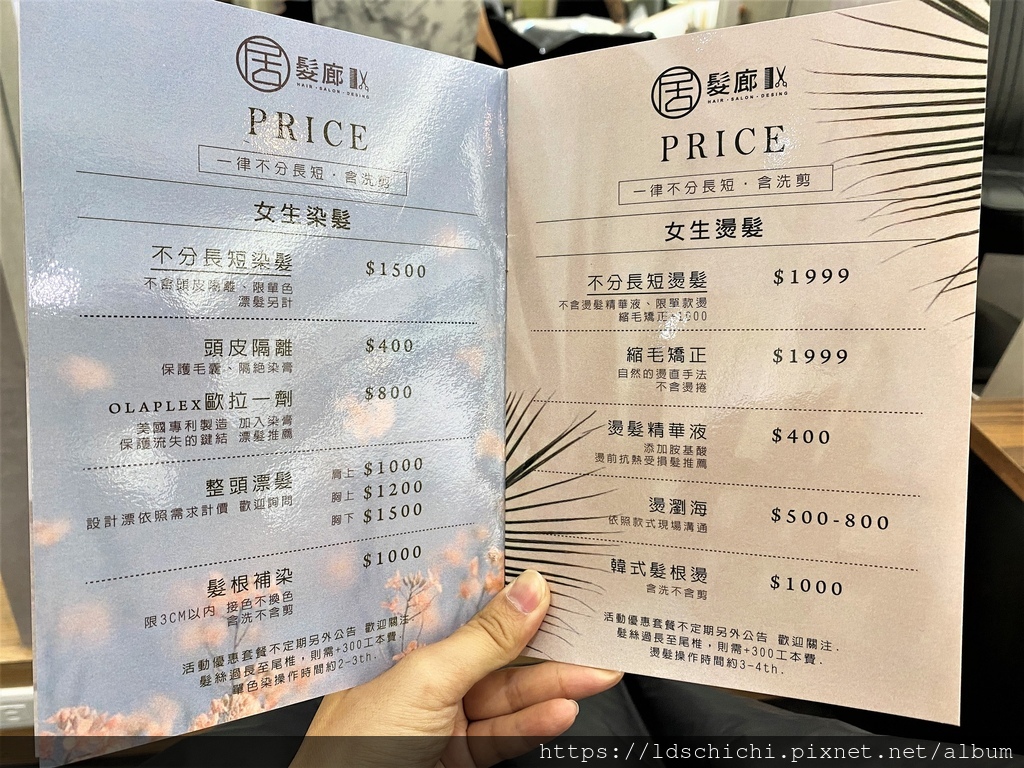 居 髮廊
HAIR·SALON·DESING
PRICE
一律不分長短·含洗剪
女生染髮
不分長短染髮 $1500
不含頭皮隔離、限單色
漂髮另計
頭皮隔離 $400
保護毛囊、隔絕染膏
OLAPLEX歐拉一劑 $800
美國專利製造 加入染膏
保護流失的鍵結 漂髮推薦
整頭漂髮 肩上 $1000
胸上 $1200
設計漂依照需求計價 歡迎詢問
胸下 $1500
髮根補染 $1000
限3CM以內 接色不換色
含洗不含剪
活動優惠套餐不定期另外公告 歡迎關注.
髮絲過長至尾椎，則需+300工本費.
單色染操作時間約2-3th.
居 髮廊
HAIR·SALON·DESING
PRICE
一律不分長短·含洗剪
女生燙髮
不分長短燙髮 $1999
不含燙髮精華液、限單款燙
縮毛矯正+1000
縮毛矯正 $1999
自然的燙直手法
不含燙捲
燙髮精華液 $400
添加胺基酸
燙前抗熱受損髮推薦
燙瀏海 $500-800
依照款式現場溝通
韓式髮根燙 $1000
含洗不含剪
活動優惠套餐不定期另外公告 歡迎關注.
髮絲過長至尾椎，則需+300工本費.
燙髮操作時間約3-4th.
https://ldschichi.pixnet.net/album